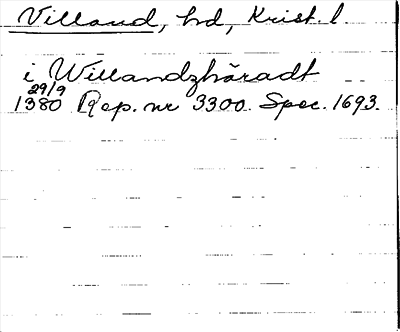 Villand, hd, Krist. l.
i Willandzhäradt
29/9
1380 Rep. nr 3300. Spec. 1693.